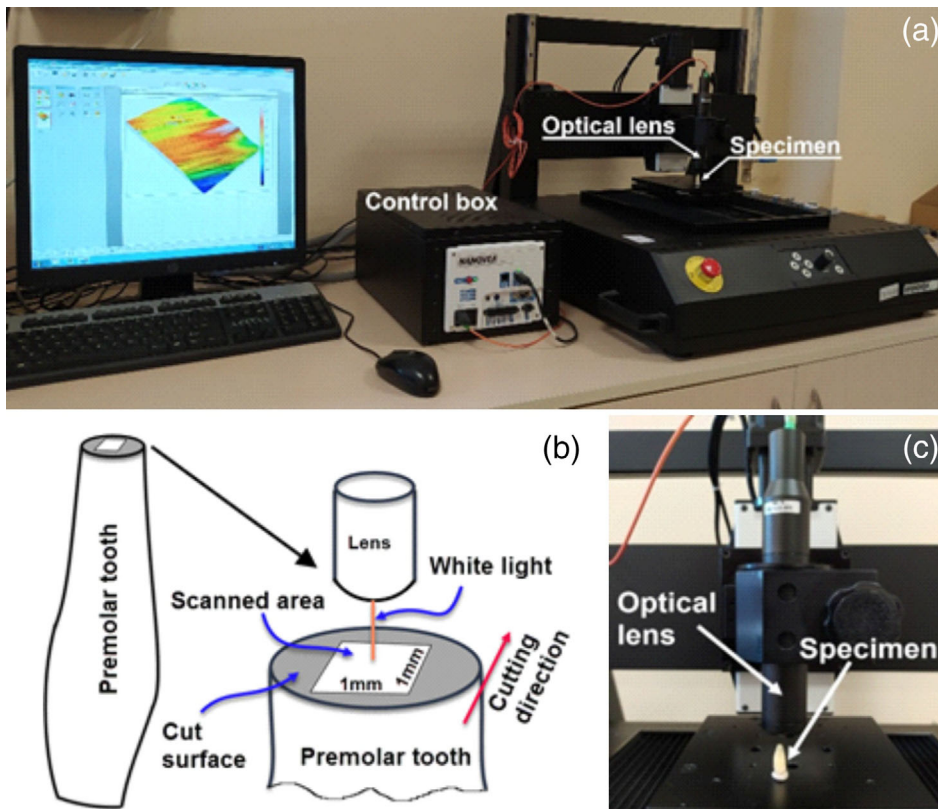 (a)
Optical lens
Specimen
Control box
NANOVEA
(b)
Premolar tooth
Lens
White light
Scanned area
1mm
1mm
Cutting
direction
Cut
surface
Premolar tooth
(c)
Optical
lens
Specimen